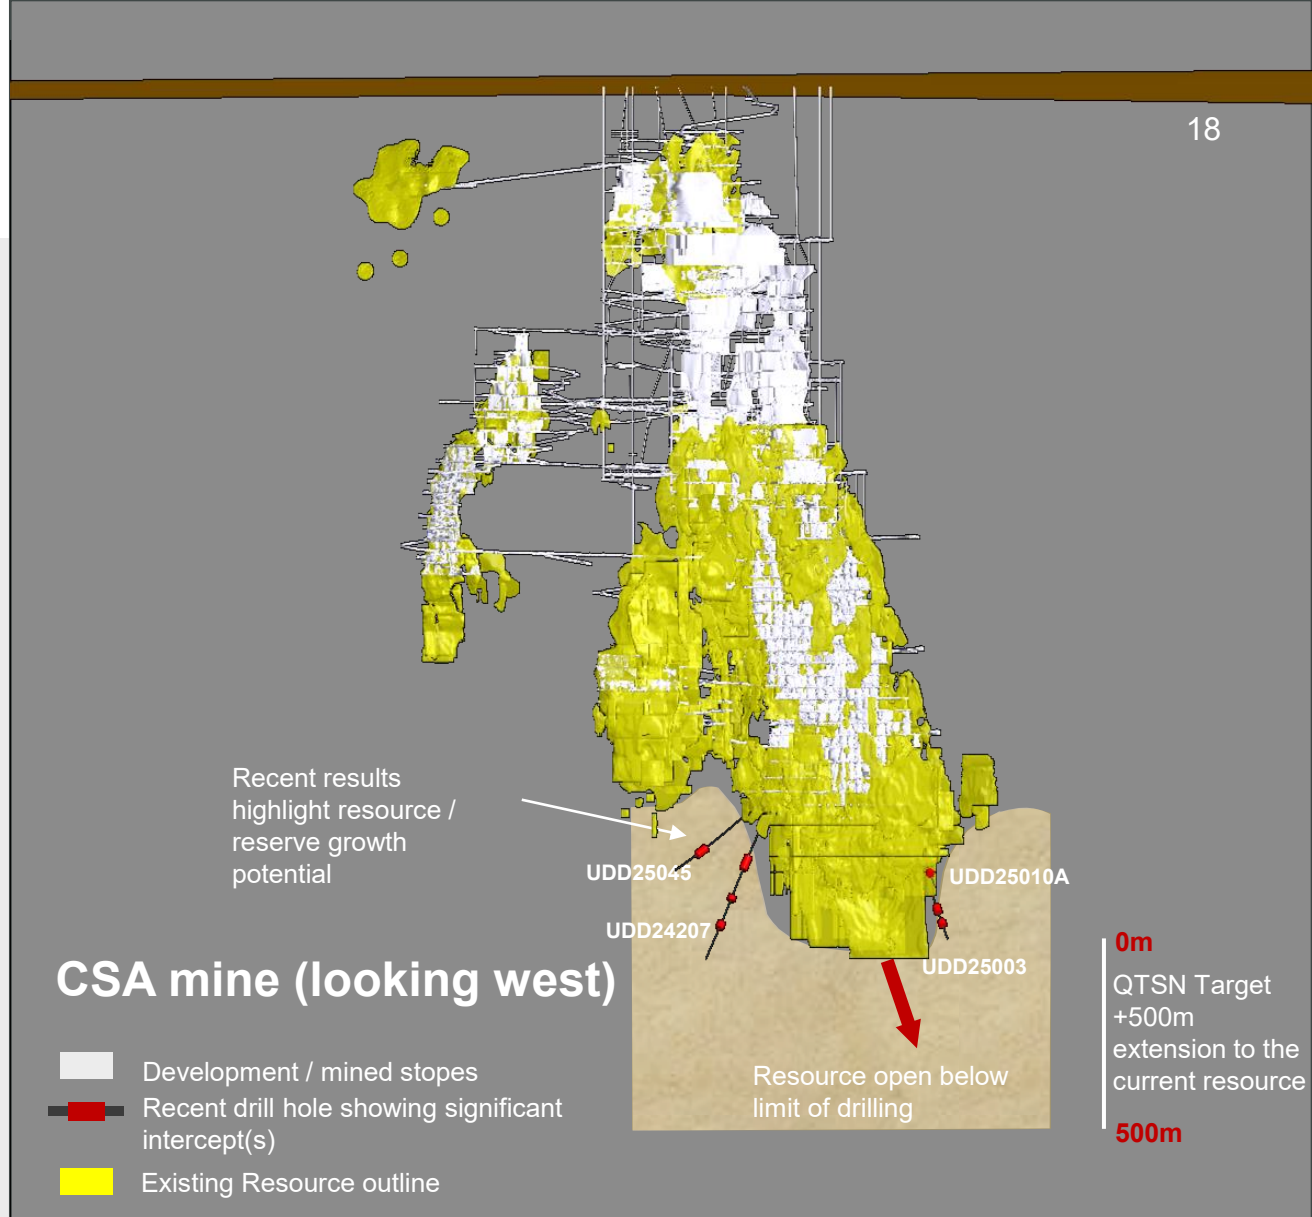 18
Recent results
highlight resource /
reserve growth
potential
UDD25045
UDD25010A
UDD24207
UDD25003
CSA mine (looking west)
0m
QTSN Target
+500m
extension to the
current resource
500m
Resource open below
limit of drilling
Development / mined stopes
Recent drill hole showing significant
intercept(s)
Existing Resource outline